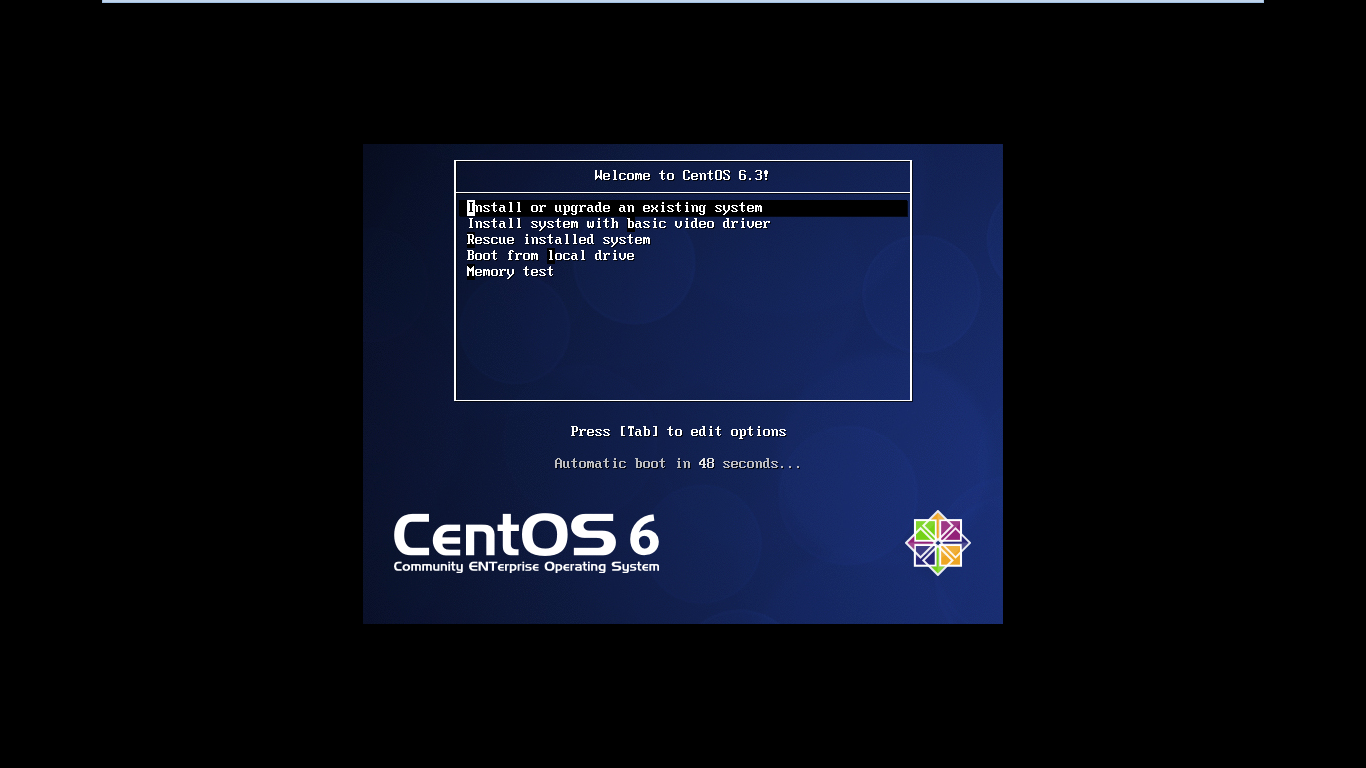 Welcome to CentOS 6.3!
Install or upgrade an existing system
Install system with basic video driver
Rescue installed system
Boot from local drive
Memory test
Press [Tab] to edit options
Automatic boot in 48 seconds...
CentOS 6
Community ENTerprise Operating System